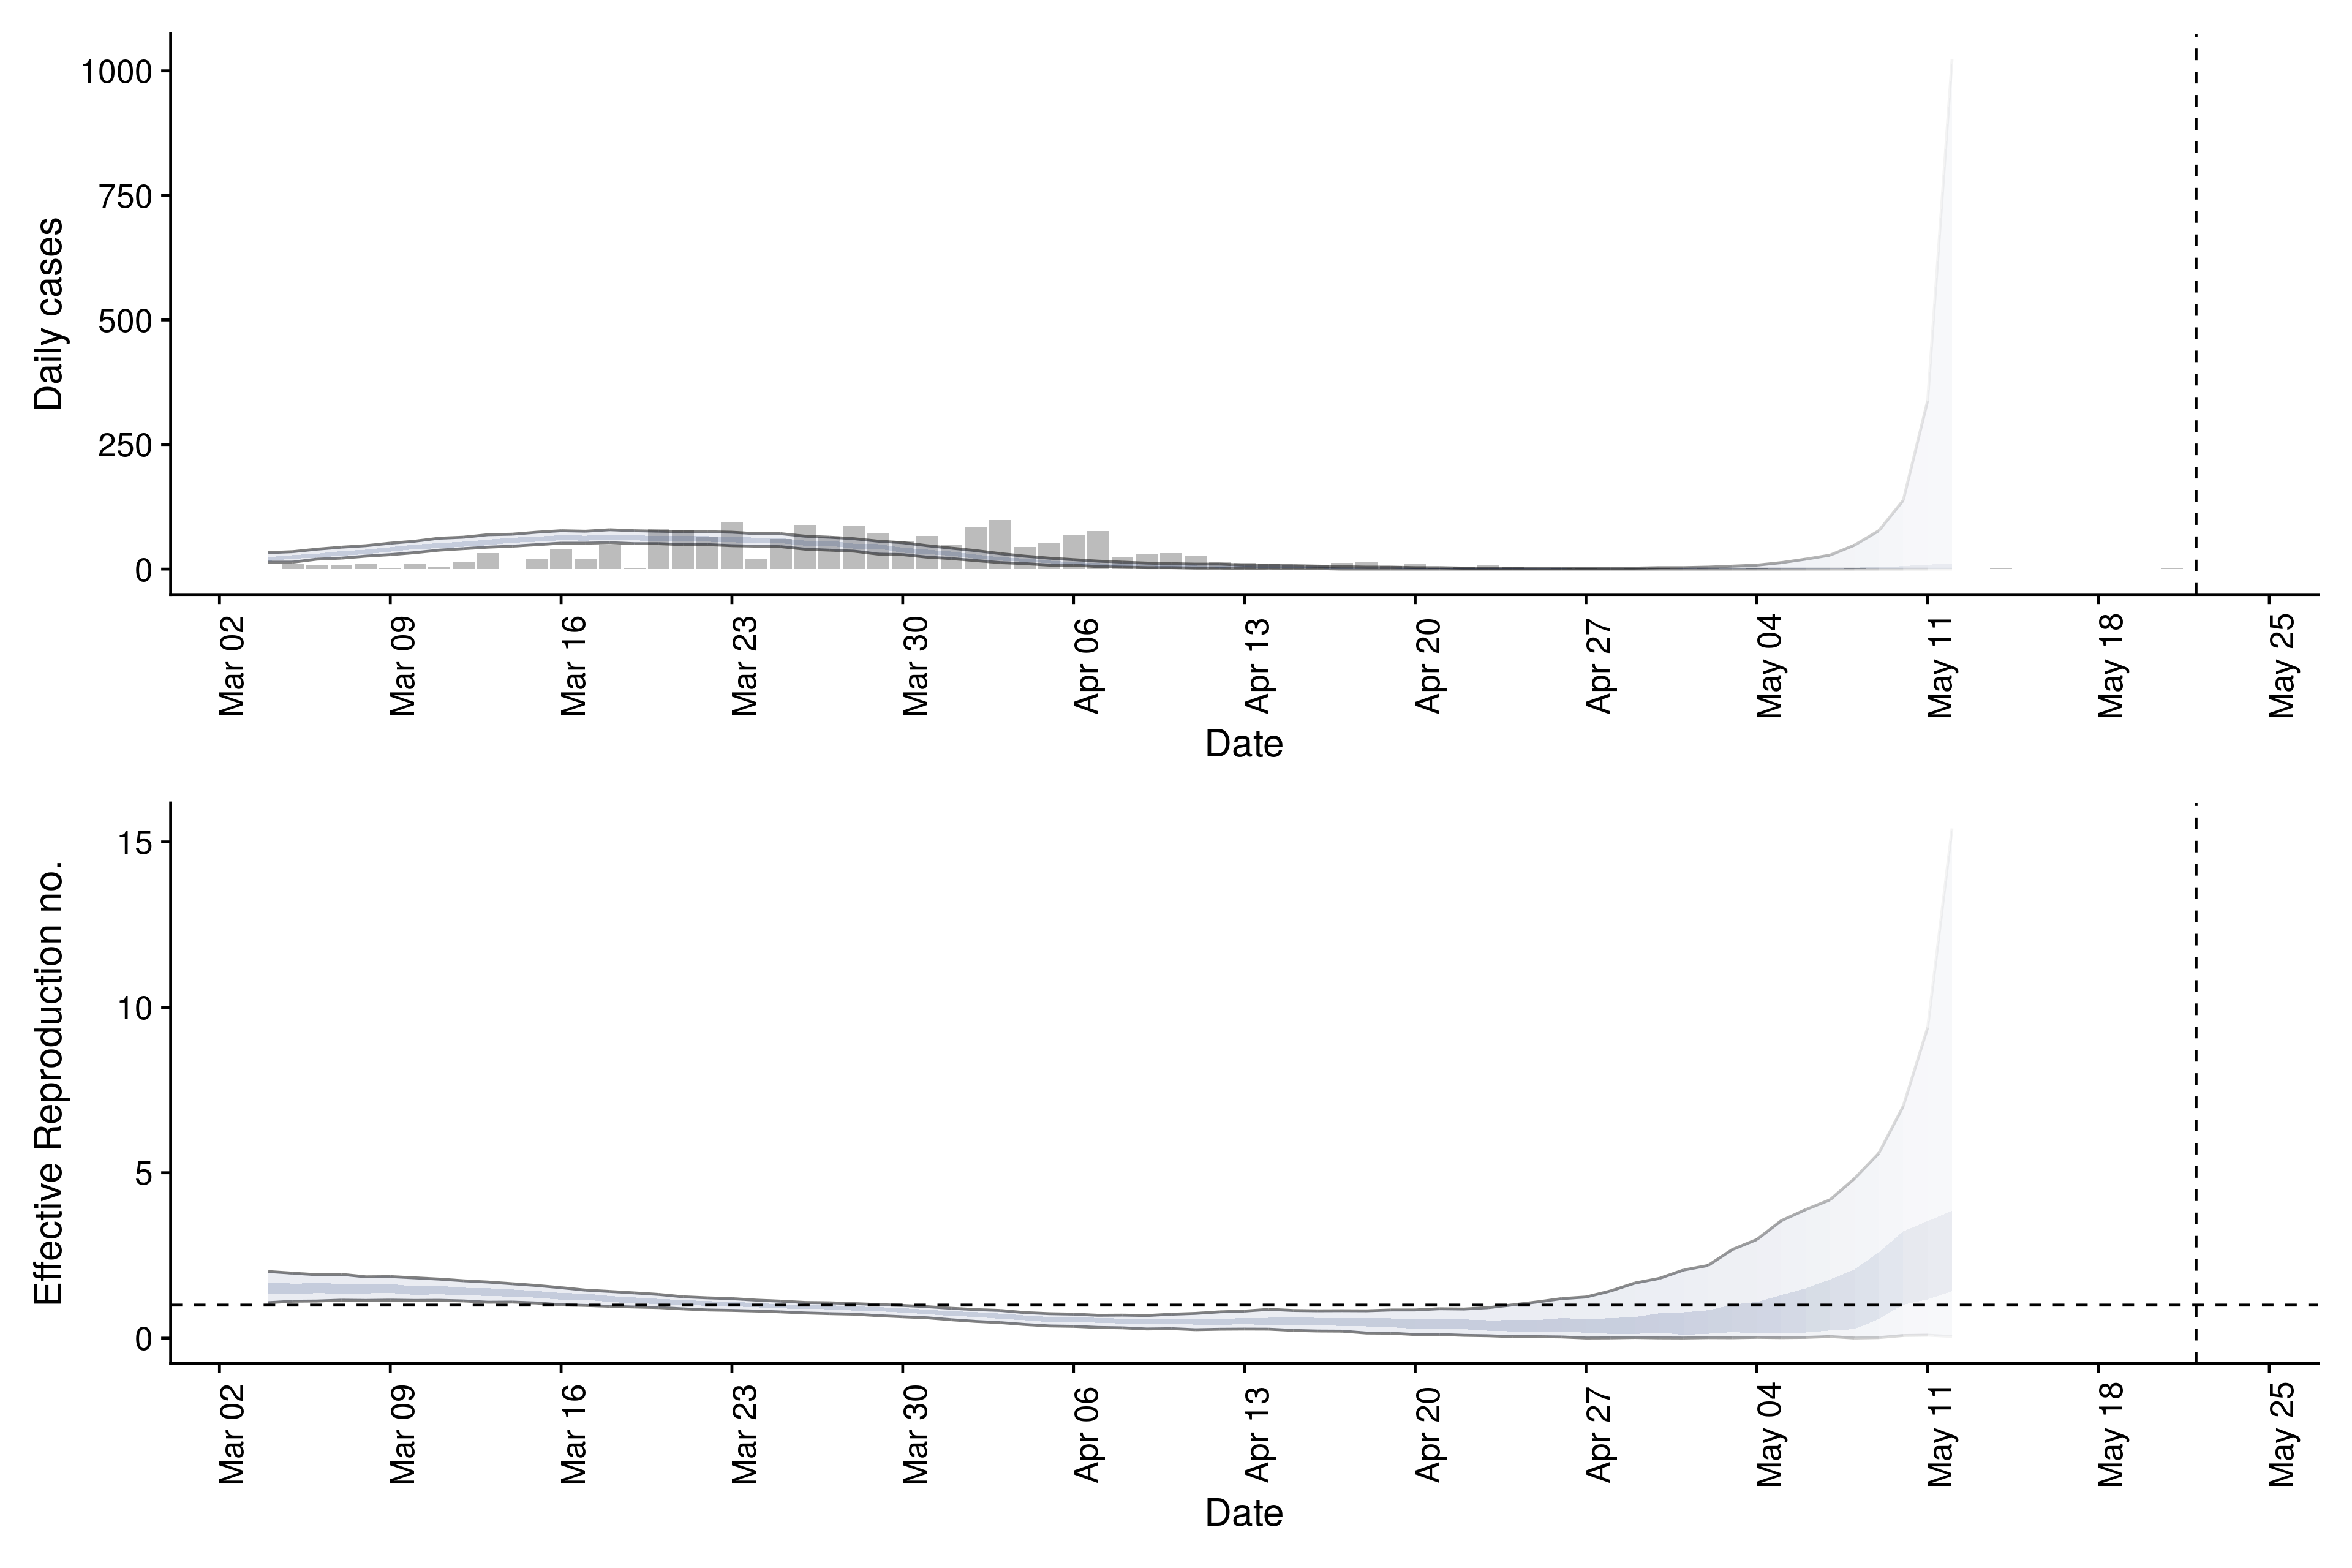 Daily cases
1000
750
500
250
0
Mar 02
Mar 09
Mar 16
Mar 23
Mar 30
Apr 06
Apr 13
Apr 20
Apr 27
May 04
May 11
May 18
May 25
Date
Effective Reproduction no.
15
10
5
0
Mar 02
Mar 09
Mar 16
Mar 23
Mar 30
Apr 06
Apr 13
Apr 20
Apr 27
May 04
May 11
May 18
May 25
Date